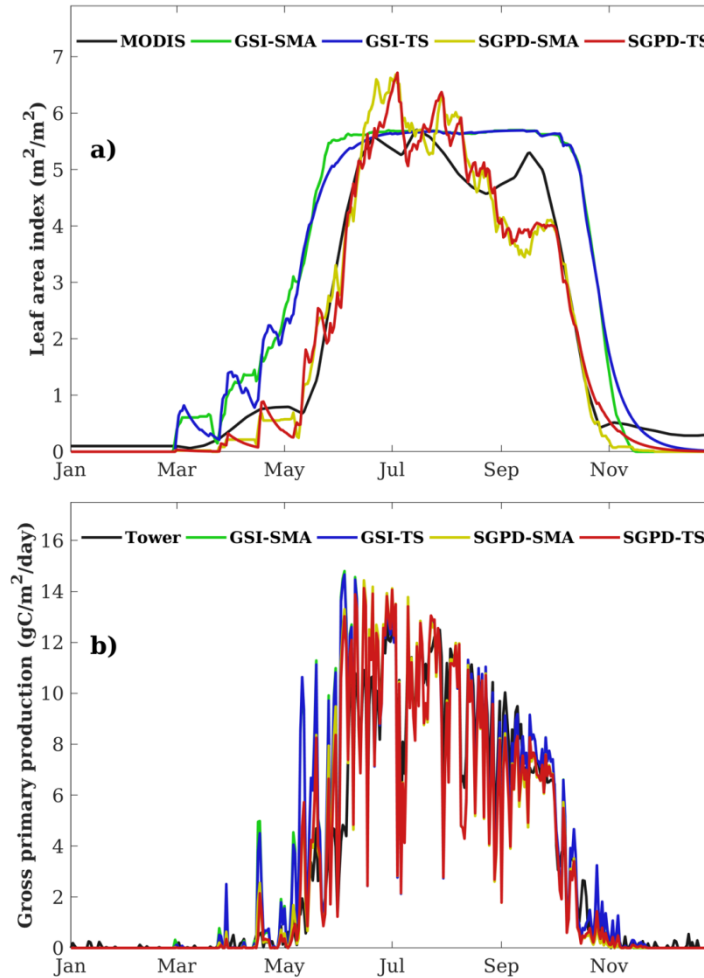 MODIS GSI-SMA GSI-TS SGPD-SMA SGPD-TS
7
6
a)
5
4
3
2
1
0
Leaf area index (m²/m²)
Jan Mar May Jul Sep Nov
Tower GSI-SMA GSI-TS SGPD-SMA SGPD-TS
16
14
b)
12
10
8
6
4
2
0
Gross primary production (gC/m²/day)
Jan Mar May Jul Sep Nov